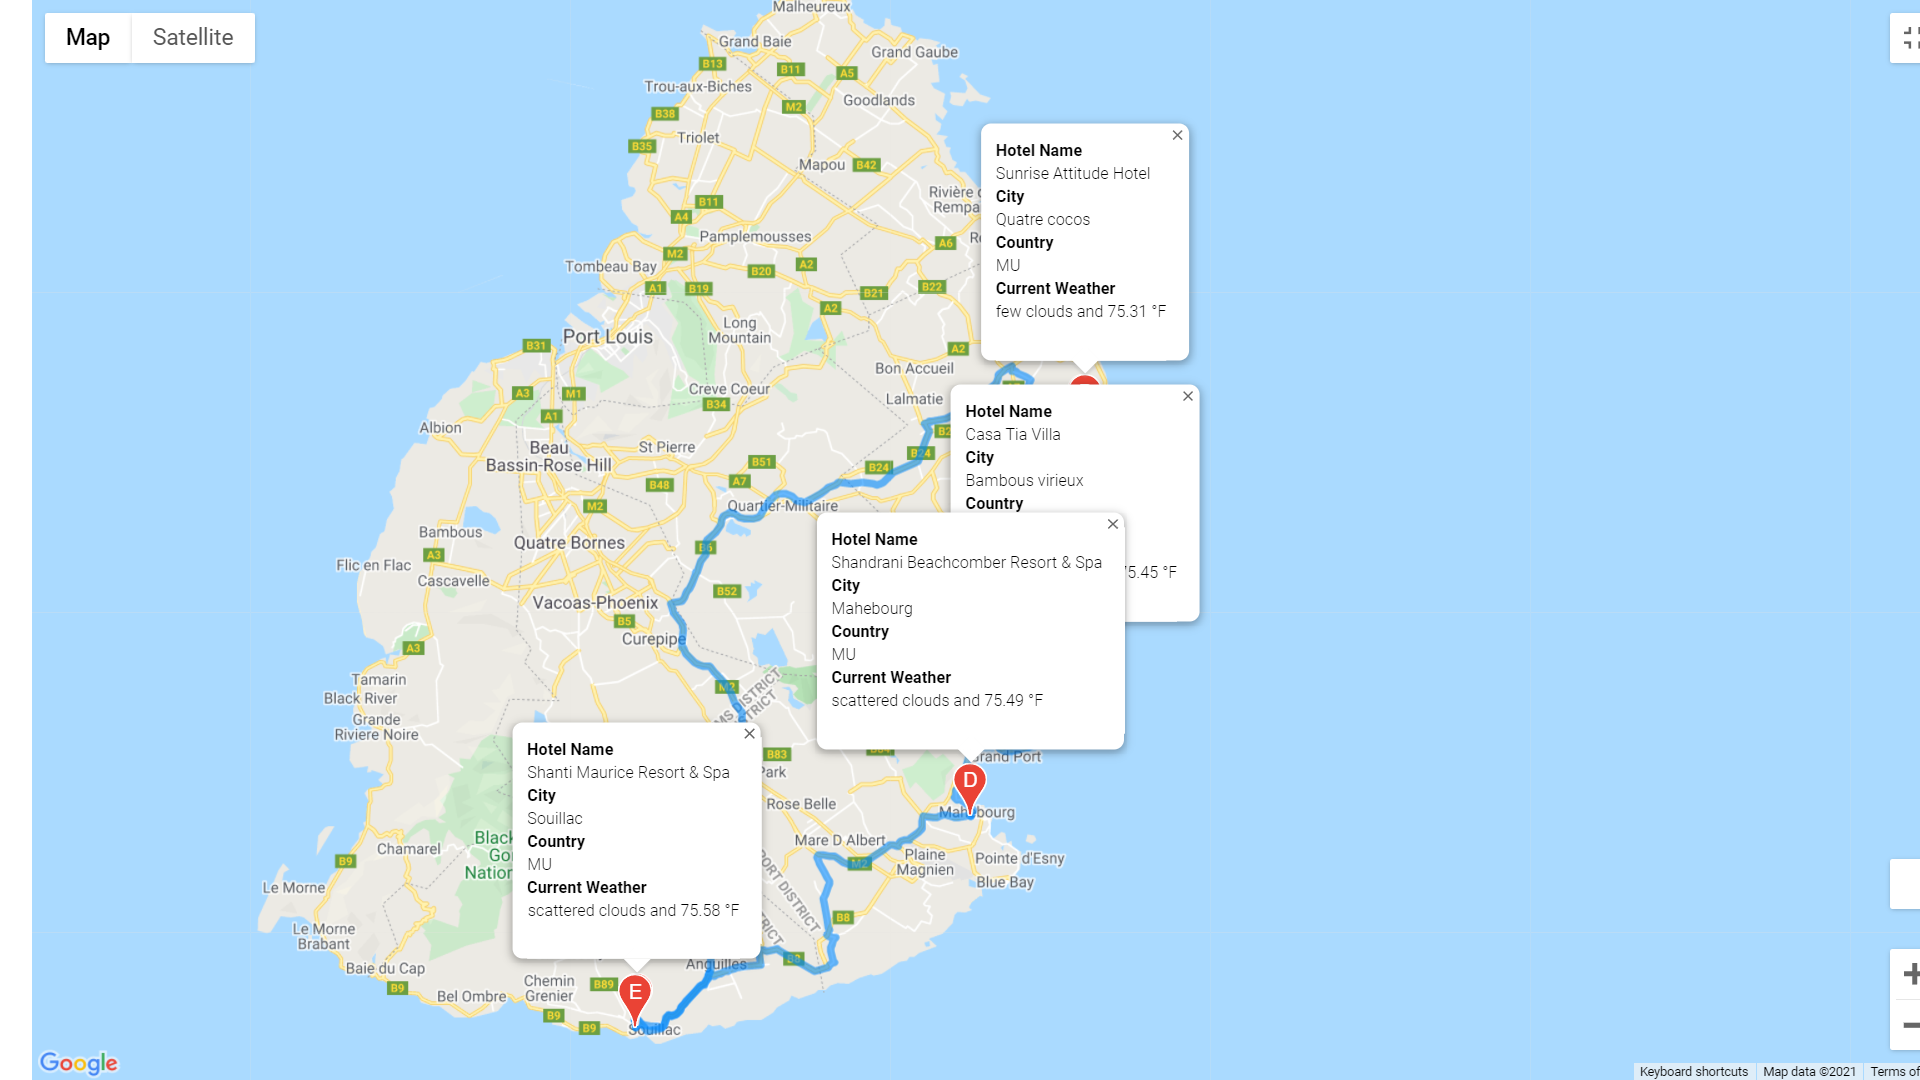 Map
Satellite
Malheureux
Grand Baie
Grand Gaube
B13
B11
A5
Trou-aux-Biches
Goodlands
M2
B38
Triolet
B35
Mapou
B42
Rivière
Rempa
B11
A4
Pamplemousses
A6
M2
Tombeau Bay
B20
A2
A1
B19
B21
B22
A2
Long
Mountain
Port Louis
B31
A2
Bon Accueil
Creve Coeur
A3
M1
B34
Lalmatie
A1
Albion
Beau
Bassin-Rose Hill
St Pierre
B51
B24
B24
A7
B48
M2
Quartier-Militaire
Bambous
Quatre Bornes
B6
A3
Flic en Flac
Cascavelle
B52
Vacoas-Phoenix
B5
Curepipe
A3
Tamarin
Black River
M2
Grande
Riviere Noire
B83
Park
Rose Belle
Grand Port
Mahebourg
Mare D Albert
M2
Plaine
Magnien
Pointe d'Esny
Blue Bay
Chamarel
B9
Le Morne
Le Morne
Brabant
B8
Baie du Cap
B9
Bel Ombre
Chemin
Grenier
B89
Anguilles
B9
B9
Souillac
Hotel Name
Sunrise Attitude Hotel
City
Quatre cocos
Country
MU
Current Weather
few clouds and 75.31 °F
Hotel Name
Casa Tia Villa
City
Bambous virieux
Country
75.45 °F
Hotel Name
Shandrani Beachcomber Resort & Spa
City
Mahebourg
Country
MU
Current Weather
scattered clouds and 75.49 °F
D
Hotel Name
Shanti Maurice Resort & Spa
City
Souillac
Country
MU
Current Weather
scattered clouds and 75.58 °F
E
Google
Keyboard shortcuts
Map data ©2021
Terms of